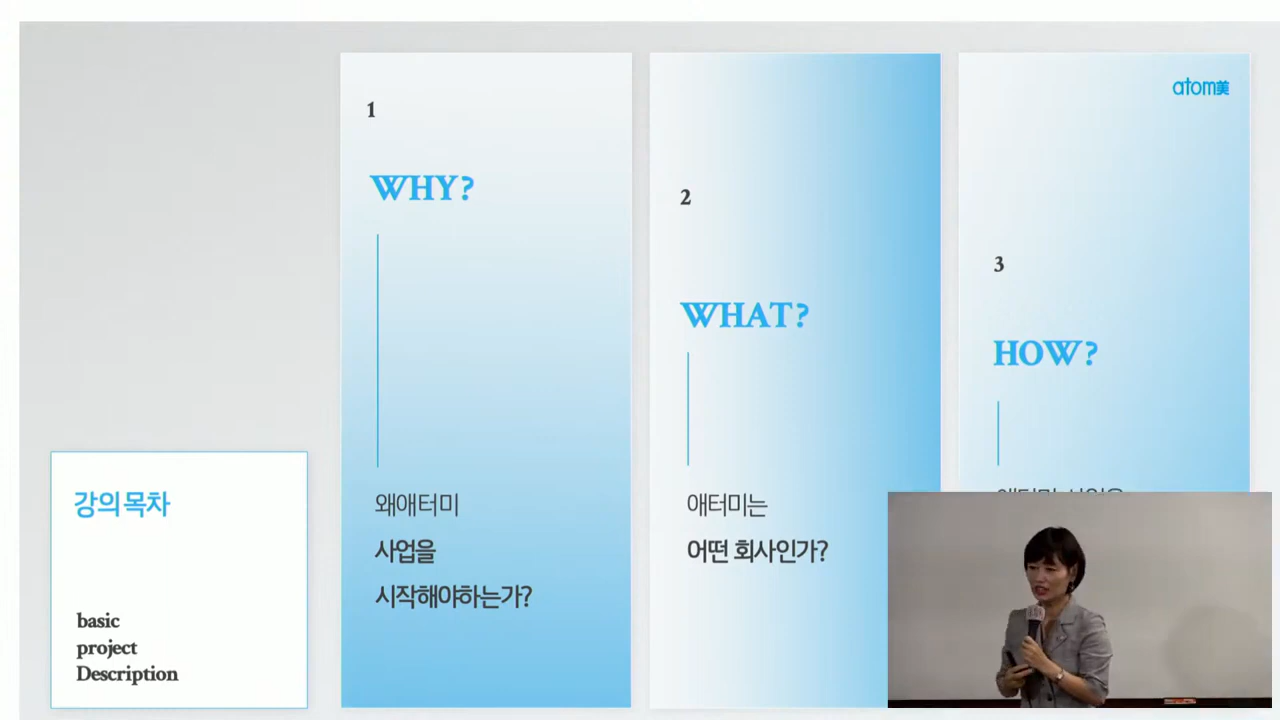 atom美
1
WHY?
왜애터미
사업을
시작해야하는가?
2
WHAT?
애터미는
어떤 회사인가?
3
HOW?
강의목차
basic
project
Description